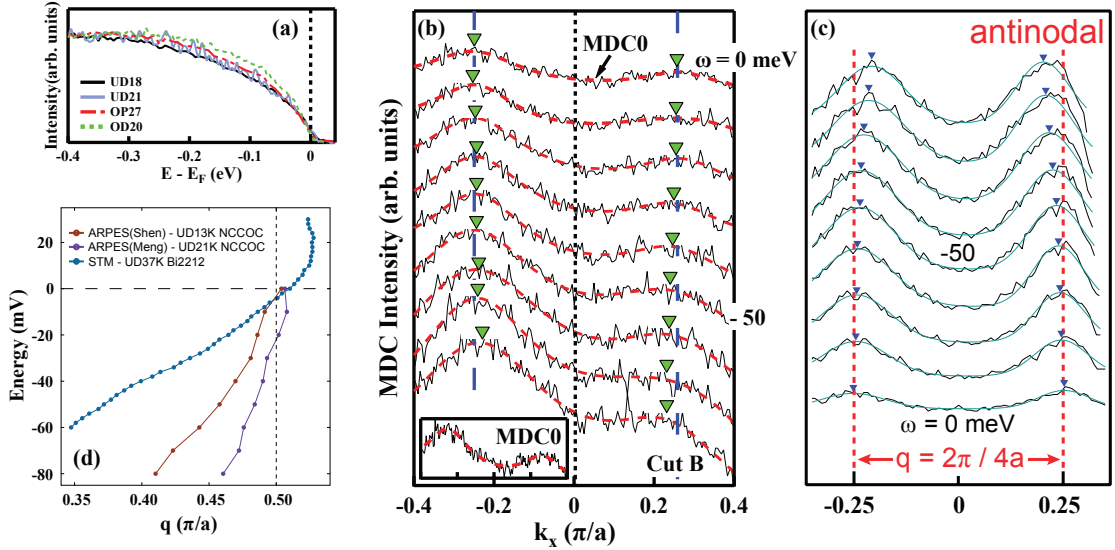 (a)
Intensity(arb. units)
UD18
UD21
OP27
OD20
-0.4 -0.3 -0.2 -0.1 0
E - E_F (eV)
ARPES(Shen) - UD13K NCCOC
ARPES(Meng) - UD21K NCCOC
STM - UD37K Bi2212
Energy (mV)
20
0
-20
-40
-60
-80
(d)
0.35 0.40 0.45 0.50
q (π/a)
(b)
MDC0
ω = 0 meV
MDC Intensity (arb. units)
- 50
MDC0
Cut B
-0.4 -0.2 0 0.2 0.4
k_x (π/a)
(c)
antinodal
-50
ω = 0 meV
q = 2π / 4a
-0.25 0 0.25